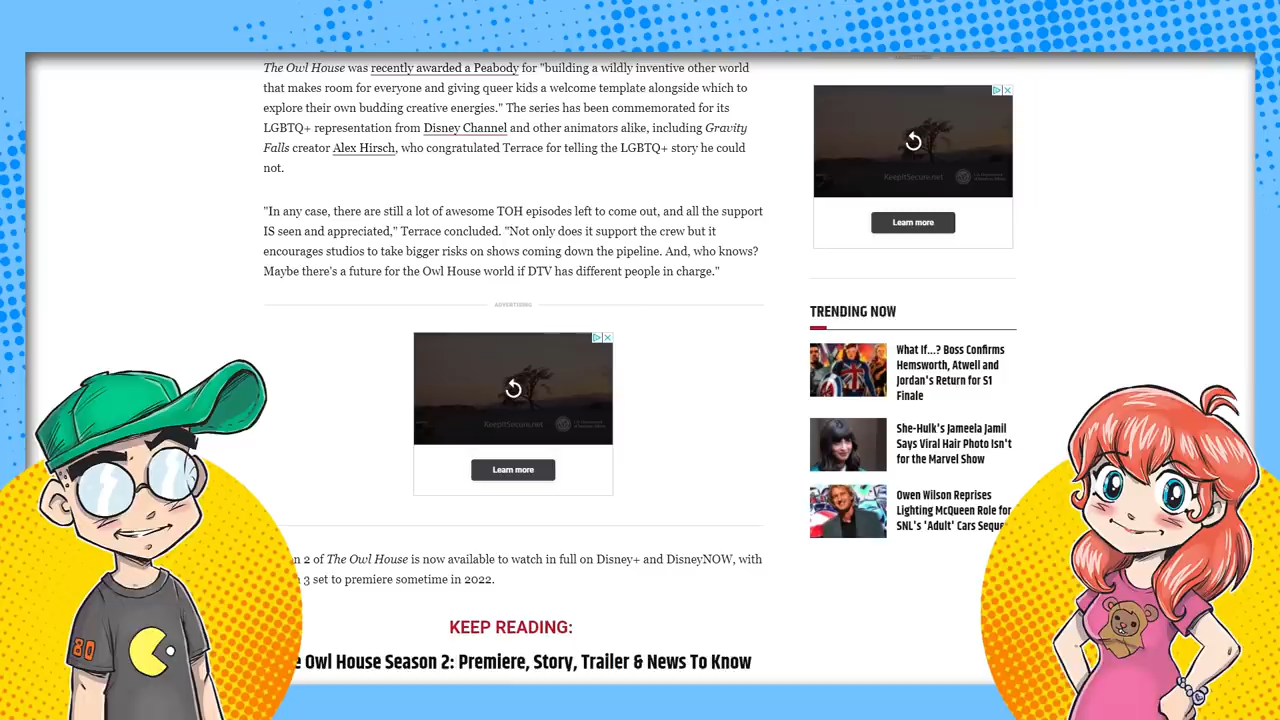 The Owl House was recently awarded a Peabody for "building a wildly inventive other world
that makes room for everyone and giving queer kids a welcome template alongside which to
explore their own budding creative energies." The series has been commemorated for its
LGBTQ+ representation from Disney Channel and other animators alike, including Gravity
Falls creator Alex Hirsch, who congratulated Terrace for telling the LGBTQ+ story he could
not.
"In any case, there are still a lot of awesome TOH episodes left to come out, and all the support
IS seen and appreciated," Terrace concluded. "Not only does it support the crew but it
encourages studios to take bigger risks on shows coming down the pipeline. And, who knows?
Maybe there's a future for the Owl House world if DTV has different people in charge."
ADVERTISING
KeepItSecure.net
Learn more
n 2 of The Owl House is now available to watch in full on Disney+ and DisneyNOW, with
3 set to premiere sometime in 2022.
KEEP READING:
e Owl House Season 2: Premiere, Story, Trailer & News To Know
KeepItSecure.net
Learn more
TRENDING NOW
What If...? Boss Confirms
Hemsworth, Atwell and
Jordan's Return for S1
Finale
She-Hulk's Jameela Jamil
Says Viral Hair Photo Isn't
for the Marvel Show
Owen Wilson Reprises
Lighting McQueen Role for
SNL's 'Adult' Cars Seque
80